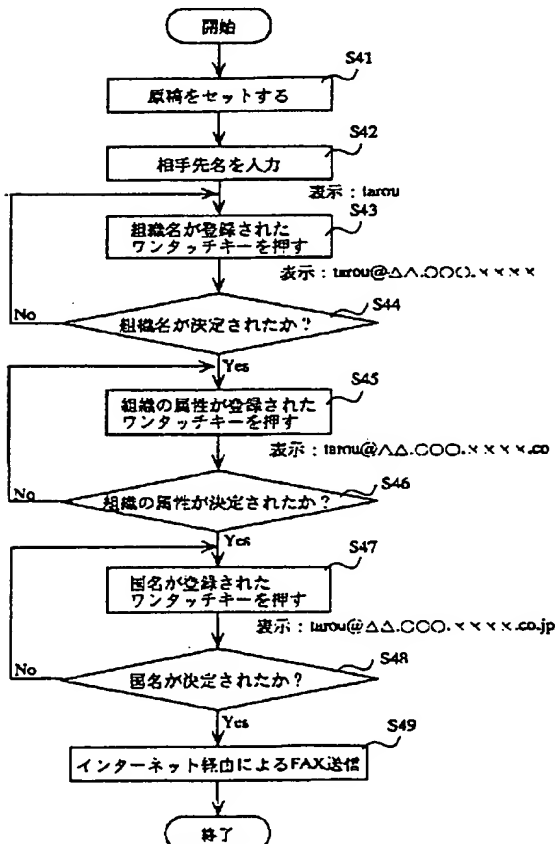 開始
S41
原稿をセットする
S42
相手先名を入力
表示：tarou
S43
組織名が登録された
ワンタッチキーを押す
表示：tarou@△△.○○○.××××
S44
組織名が決定されたか？
No
Yes
S45
組織の属性が登録された
ワンタッチキーを押す
表示：tarou@△△.○○○.××××.co
S46
組織の属性が決定されたか？
No
Yes
S47
国名が登録された
ワンタッチキーを押す
表示：tarou@△△.○○○.××××.co.jp
S48
国名が決定されたか？
No
Yes
S49
インターネット経由によるFAX送信
終了